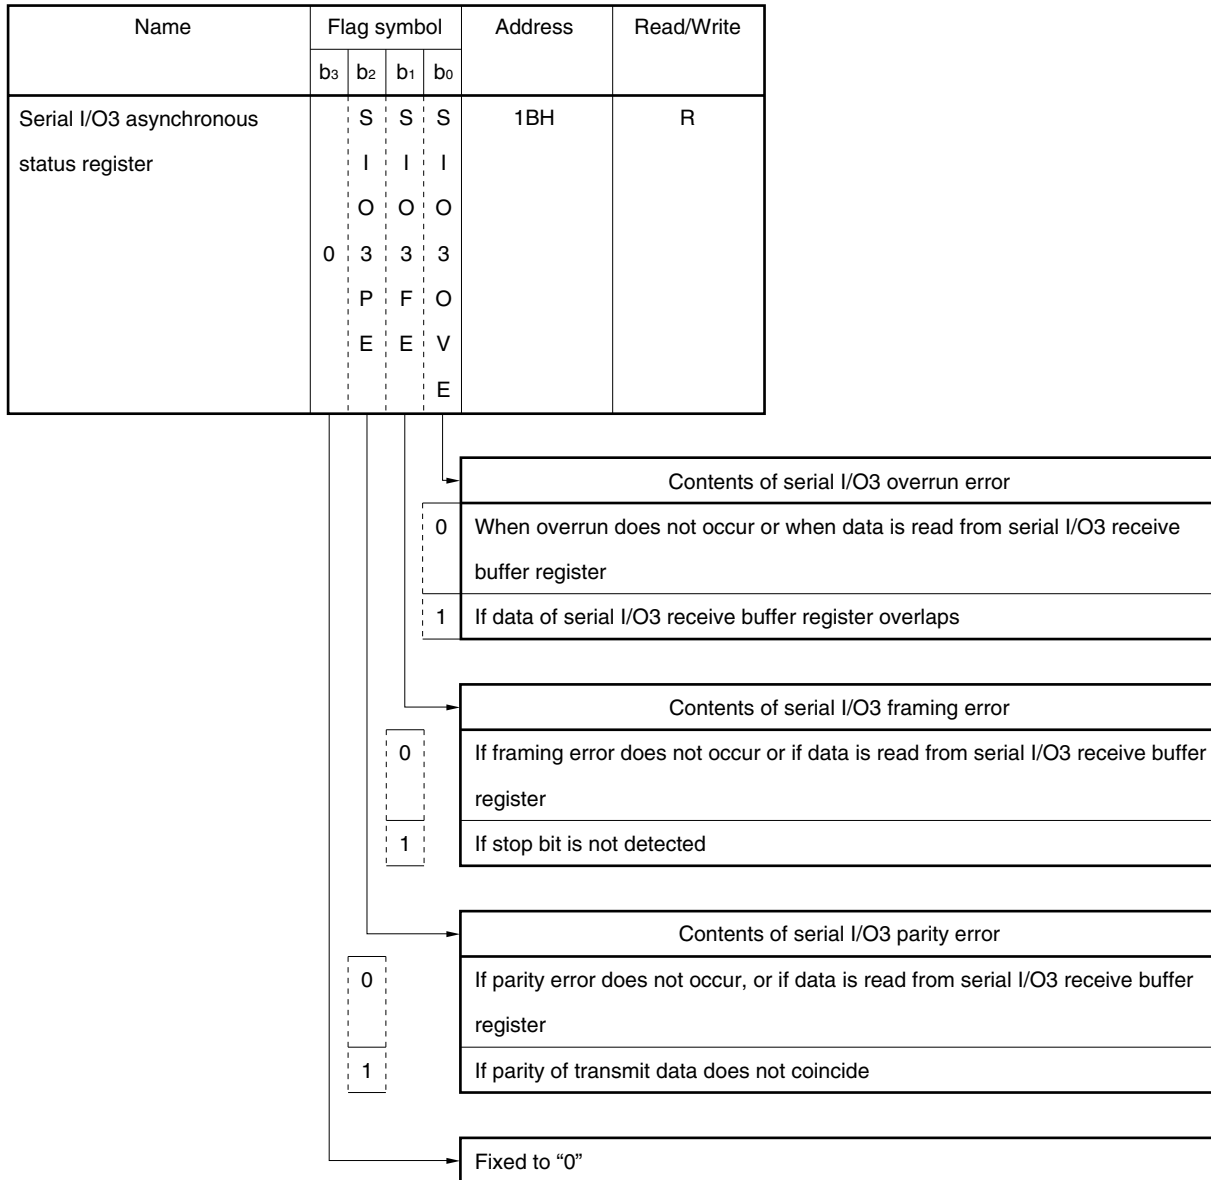 Name Flag symbol Address Read/Write
b3 b2 b1 b0
Serial I/O3 asynchronous S S S 1BH R
status register I I I
O O O
0 3 3 3
P F O
E E V
E
Contents of serial I/O3 overrun error
0 When overrun does not occur or when data is read from serial I/O3 receive
buffer register
1 If data of serial I/O3 receive buffer register overlaps
Contents of serial I/O3 framing error
0 If framing error does not occur or if data is read from serial I/O3 receive buffer
register
1 If stop bit is not detected
Contents of serial I/O3 parity error
0 If parity error does not occur, or if data is read from serial I/O3 receive buffer
register
1 If parity of transmit data does not coincide
Fixed to “0”